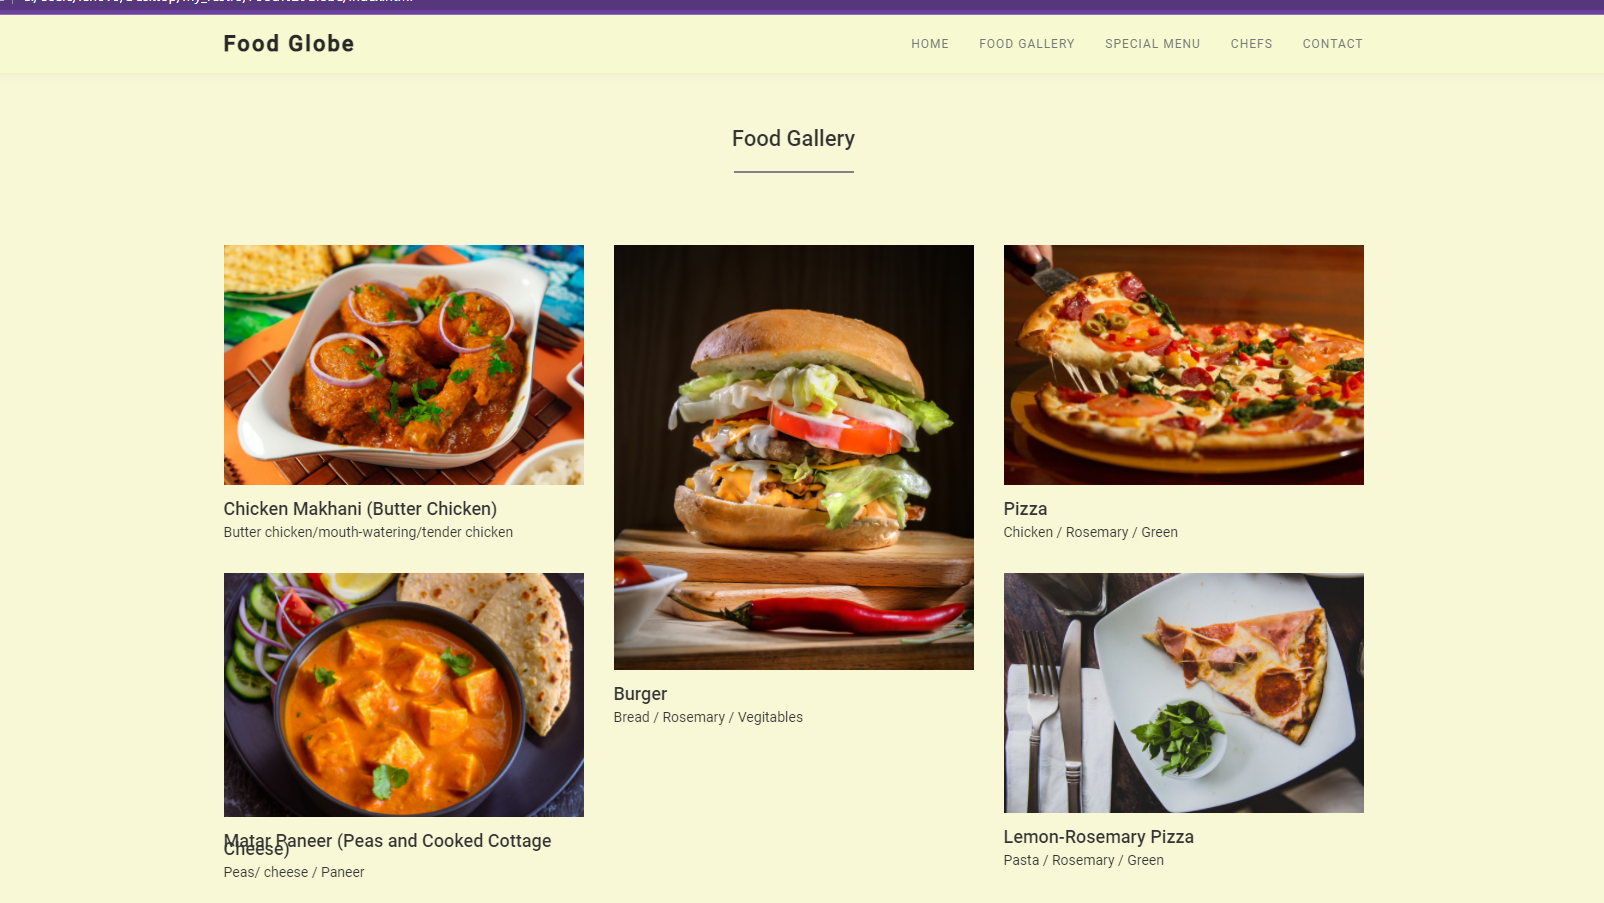 Food Globe
HOME FOOD GALLERY SPECIAL MENU CHEFS CONTACT
Food Gallery
Chicken Makhani (Butter Chicken)
Butter chicken/mouth-watering/tender chicken
Matar Paneer (Peas and Cooked Cottage
Cheese)
Peas/ cheese / Paneer
Burger
Bread / Rosemary / Vegitables
Pizza
Chicken / Rosemary / Green
Lemon-Rosemary Pizza
Pasta / Rosemary / Green